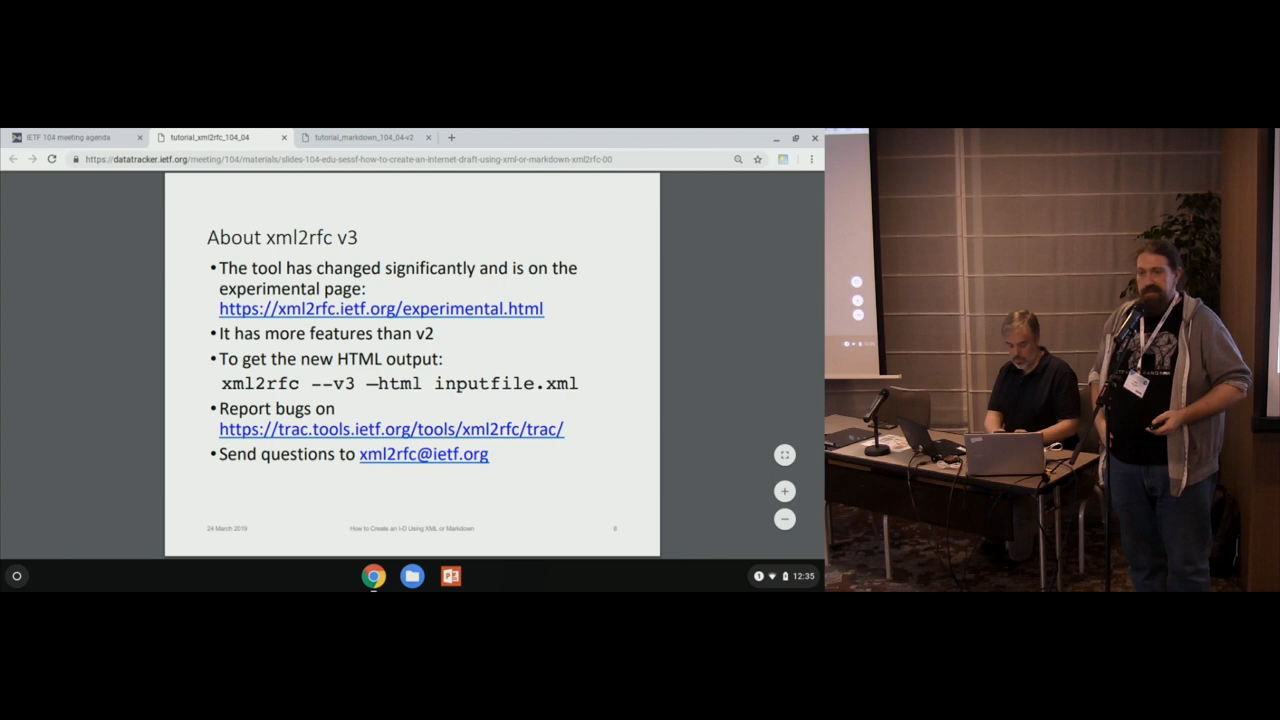 IETF 104 meeting agenda
tutorial_xml2rfc_104_04
tutorial_markdown_104_04-v2
https://datatracker.ietf.org/meeting/104/materials/slides-104-edu-sessf-how-to-create-an-internet-draft-using-xml-or-markdown-xml2rfc-00
About xml2rfc v3
•The tool has changed significantly and is on the
experimental page:
https://xml2rfc.ietf.org/experimental.html
•It has more features than v2
•To get the new HTML output:
xml2rfc --v3 —html inputfile.xml
•Report bugs on
https://trac.tools.ietf.org/tools/xml2rfc/trac/
•Send questions to xml2rfc@ietf.org
24 March 2019
How to Create an I-D Using XML or Markdown
8
1
12:35